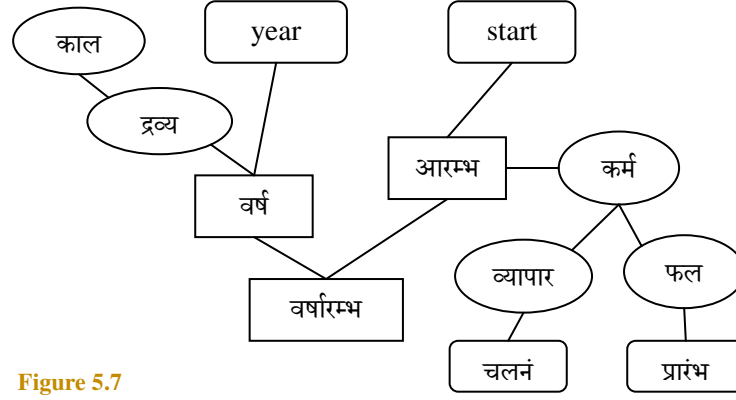 काल
year
start
द्रव्य
आरम्भ
कर्म
वर्ष
व्यापार
फल
वर्षारम्भ
चलनं
प्रारंभ
Figure 5.7